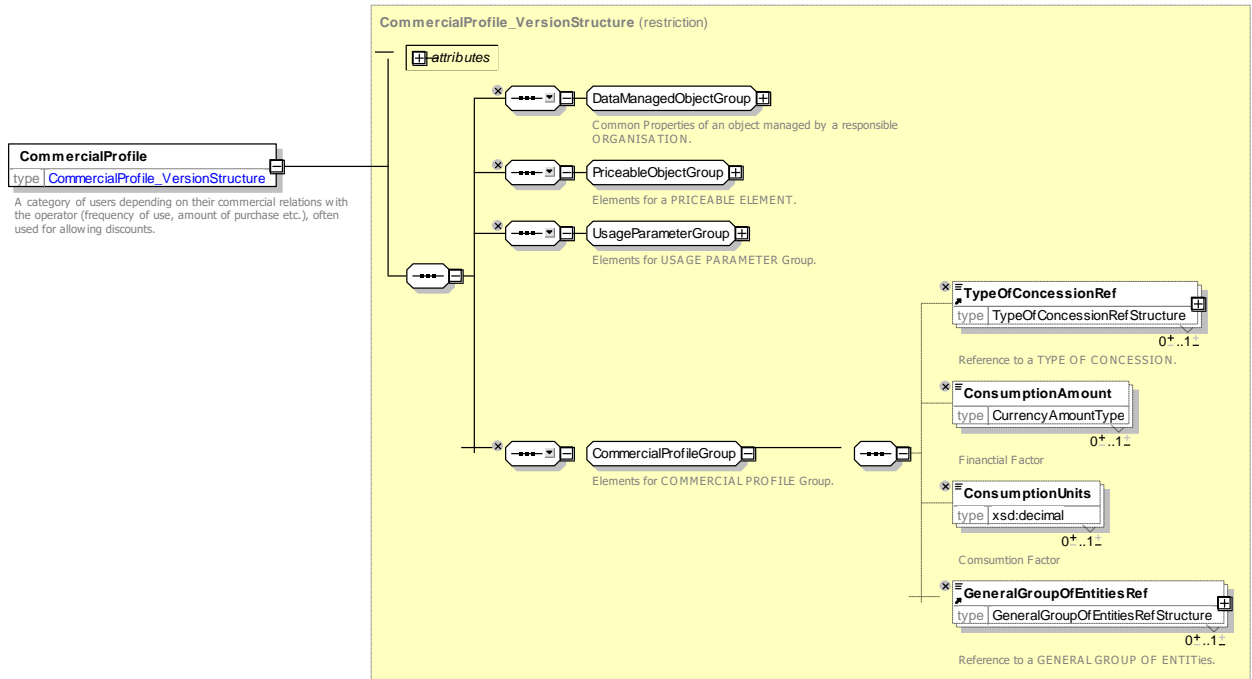 CommercialProfile_VersionStructure (restriction)
attributes
DataManagedObjectGroup
Common Properties of an object managed by a responsible
ORGANISATION.
CommercialProfile
type CommercialProfile_VersionStructure
A category of users depending on their commercial relations with
the operator (frequency of use, amount of purchase etc.), often
used for allowing discounts.
PriceableObjectGroup
Elements for a PRICEABLE ELEMENT.
UsageParameterGroup
Elements for USAGE PARAMETER Group.
TypeOfConcessionRef
type TypeOfConcessionRefStructure
0±..1±
Reference to a TYPE OF CONCESSION.
ConsumptionAmount
type CurrencyAmountType
0±..1±
Financtial Factor
CommercialProfileGroup
Elements for COMMERCIAL PROFILE Group.
ConsumptionUnits
type xsd:decimal
0±..1±
Comsumtion Factor
GeneralGroupOfEntitiesRef
type GeneralGroupOfEntitiesRefStructure
0±..1±
Reference to a GENERAL GROUP OF ENTITies.